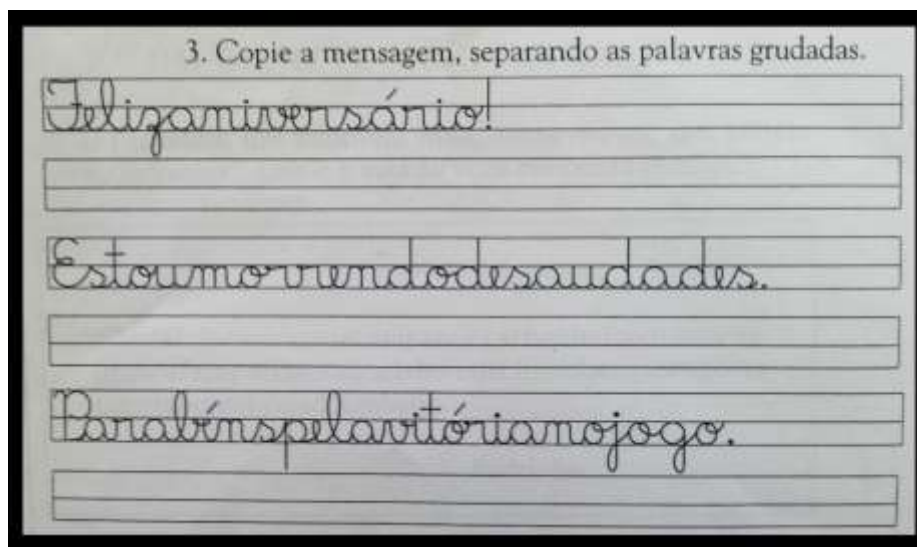 3. Copie a mensagem, separando as palavras grudadas.
Felizaniversário!
Estoumorrendodesaudades.
Parabénspelavitórianojogo.